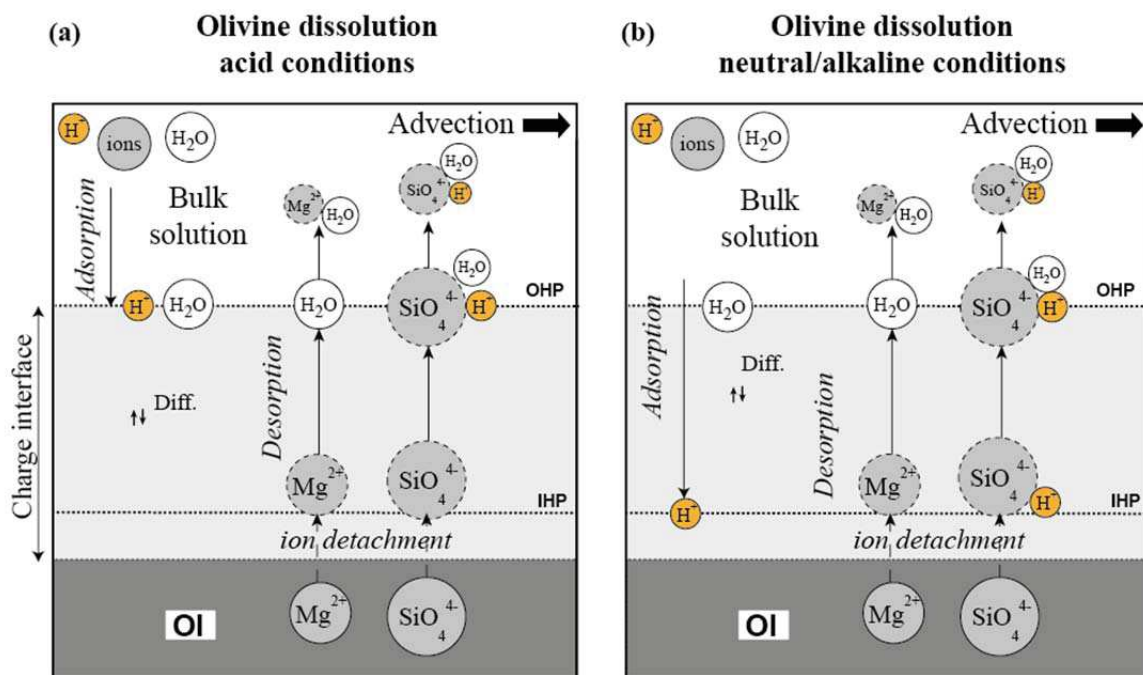 (a)
Olivine dissolution
acid conditions
H⁺
ions
H₂O
Advection
Adsorption
Bulk
solution
Mg²⁺
H₂O
H₂O
SiO₄⁴⁻
H⁺
H⁺
H₂O
H₂O
H₂O
SiO₄⁴⁻
H⁺
OHP
Charge interface
Diff.
Desorption
Mg²⁺
SiO₄⁴⁻
IHP
ion detachment
Ol
Mg²⁺
SiO₄⁴⁻
(b)
Olivine dissolution
neutral/alkaline conditions
H⁺
ions
H₂O
Advection
Bulk
solution
Mg²⁺
H₂O
H₂O
SiO₄⁴⁻
H⁺
H₂O
H₂O
H₂O
SiO₄⁴⁻
H⁺
OHP
Adsorption
Diff.
Desorption
Mg²⁺
SiO₄⁴⁻
H⁺
H⁺
IHP
ion detachment
Ol
Mg²⁺
SiO₄⁴⁻